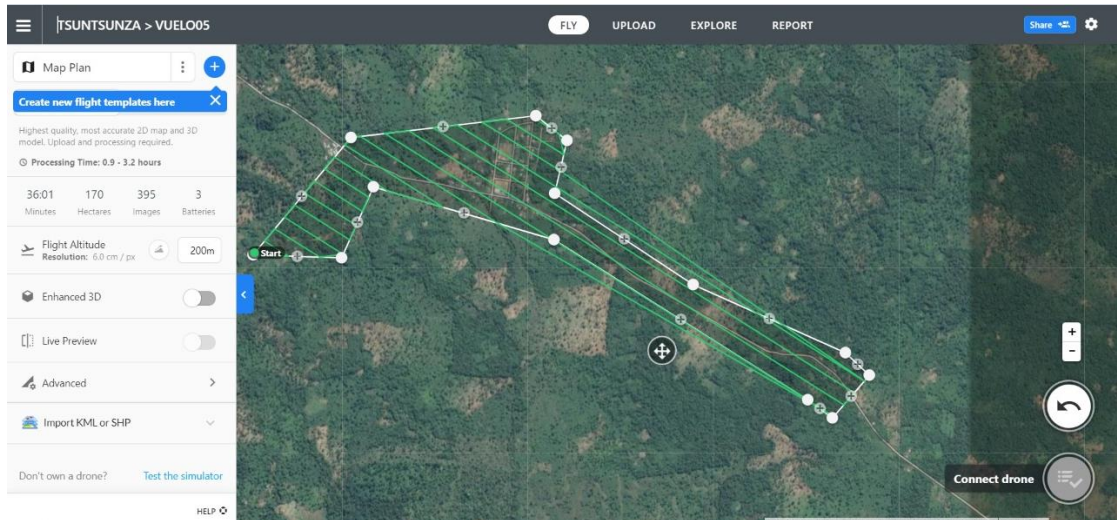 TSUNTSUNZA > VUELO05
FLY UPLOAD EXPLORE REPORT
Share
Map Plan
Create new flight templates here X
Highest quality, most accurate 2D map and 3D
model. Upload and processing required.
Processing Time: 0.9 - 3.2 hours
36:01 170 395 3
Minutes Hectares Images Batteries
Flight Altitude
Resolution: 6.0 cm / px
200m
Enhanced 3D
Live Preview
Advanced
Import KML or SHP
Don't own a drone? Test the simulator
HELP
Start
+
-
Connect drone